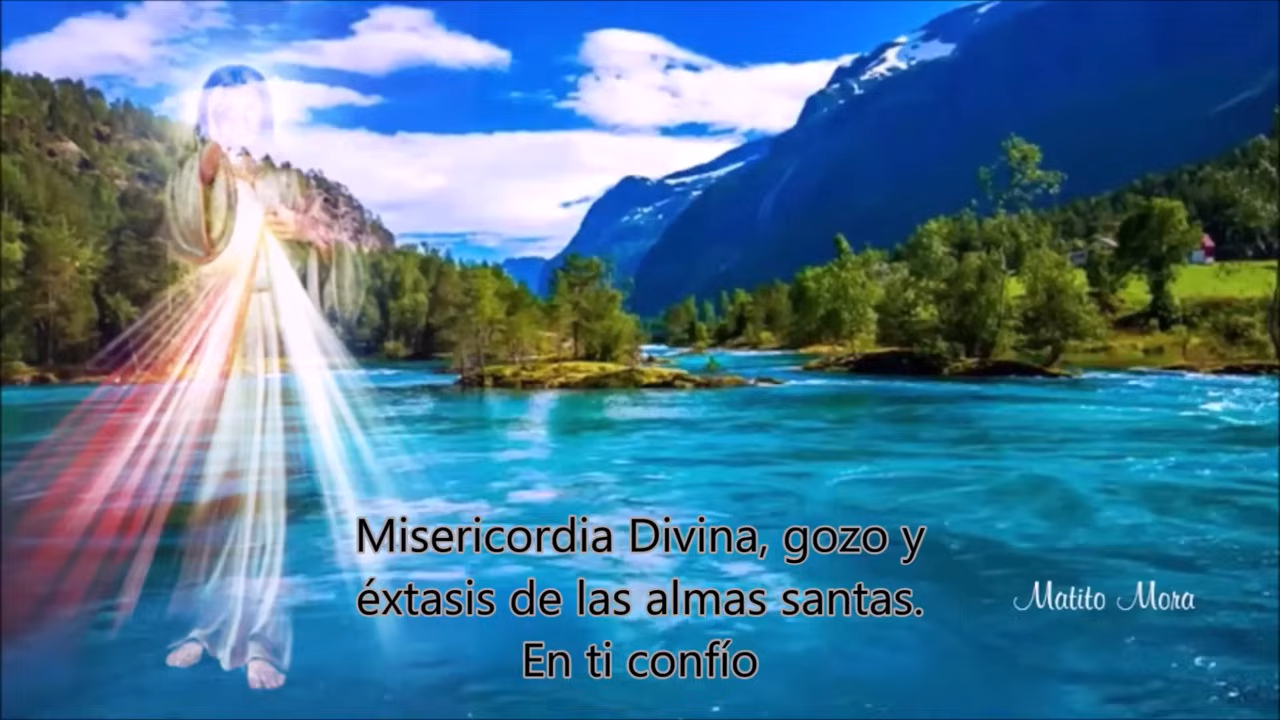 Misericordia Divina, gozo y
éxtasis de las almas santas.
En ti confío
Matito Mora